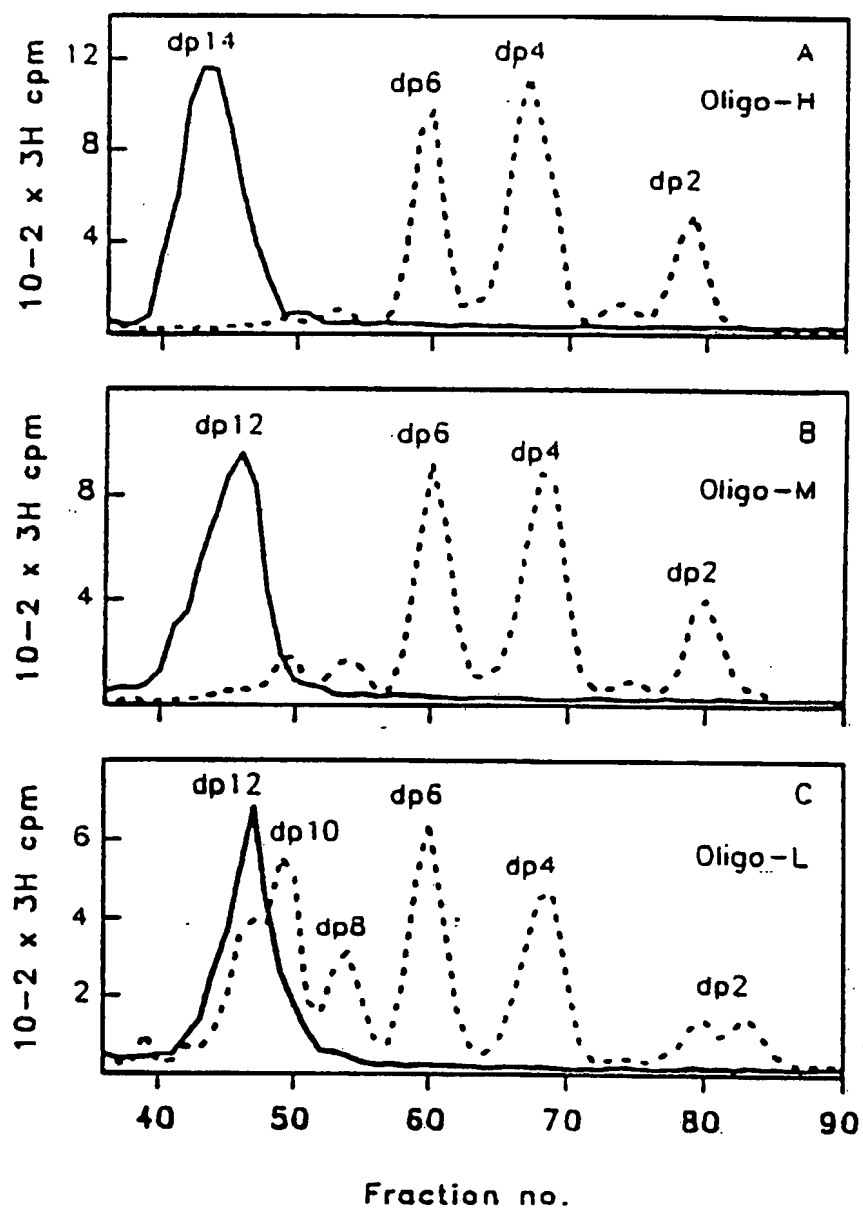 dp14
12
dp4
A
dp6
Oligo-H
8
dp2
4
10-2 x 3H cpm
dp12
dp6
dp4
B
8
Oligo-M
dp2
4
10-2 x 3H cpm
dp12
dp6
C
dp10
6
dp4
Oligo-L
4
dp8
dp2
2
10-2 x 3H cpm
40 50 60 70 80 90
Fraction no.